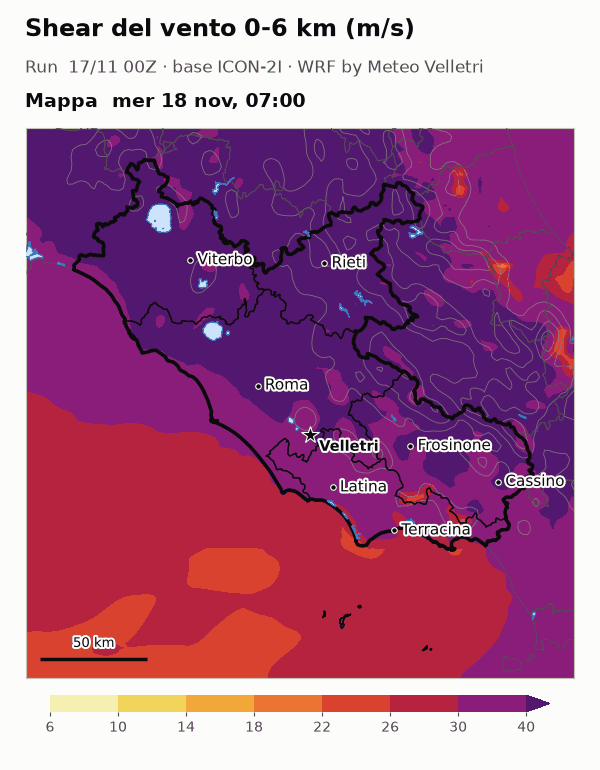 Shear del vento 0-6 km (m/s)
Run 17/11 00Z · base ICON-2I · WRF by Meteo Velletri
Mappa mer 18 nov, 07:00
Viterbo
Rieti
Roma
Velletri
Frosinone
Latina
Cassino
Terracina
50 km
6 10 14 18 22 26 30 40